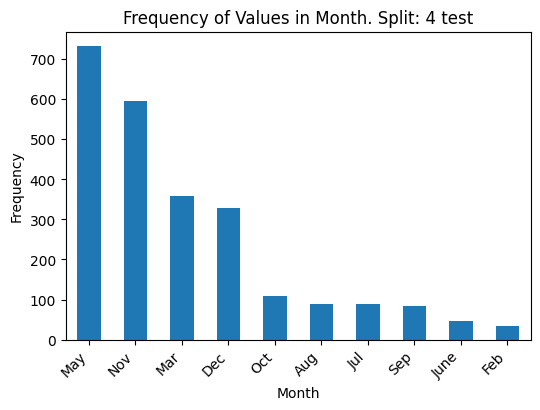 Frequency of Values in Month. Split: 4 test
Frequency
700
600
500
400
300
200
100
0
May
Nov
Mar
Dec
Oct
Aug
Jul
Sep
June
Feb
Month